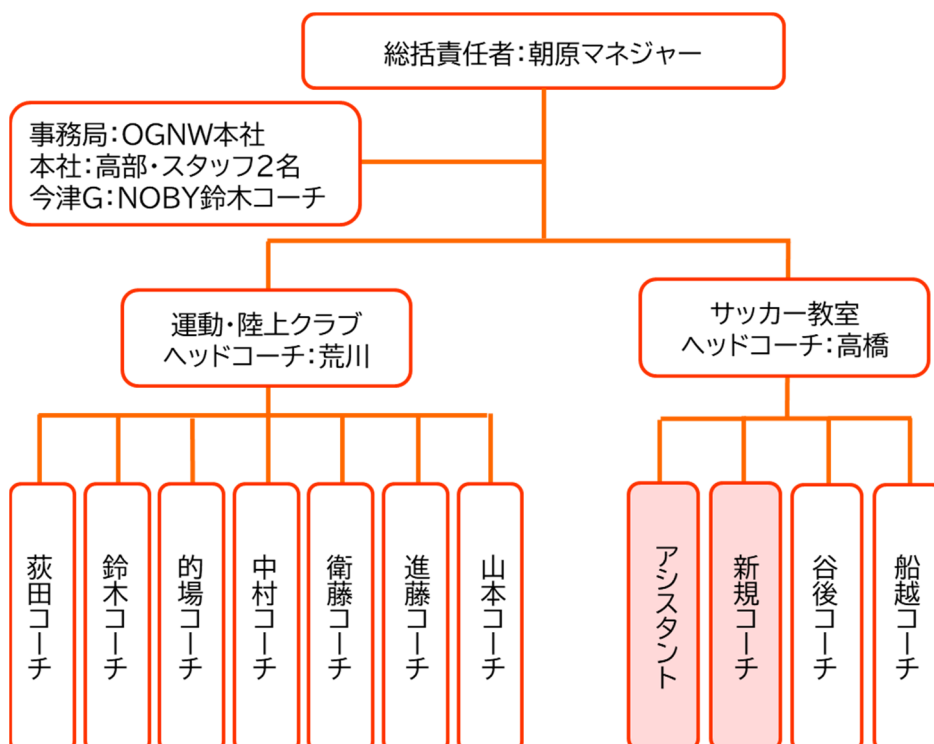 総括責任者:朝原マネジャー
事務局:OGNW本社
本社:高部・スタッフ2名
今津G:NOBY鈴木コーチ
運動・陸上クラブ
ヘッドコーチ:荒川
サッカー教室
ヘッドコーチ:高橋
荻田コーチ
鈴木コーチ
的場コーチ
中村コーチ
衛藤コーチ
進藤コーチ
山本コーチ
アシスタント
新規コーチ
谷後コーチ
船越コーチ